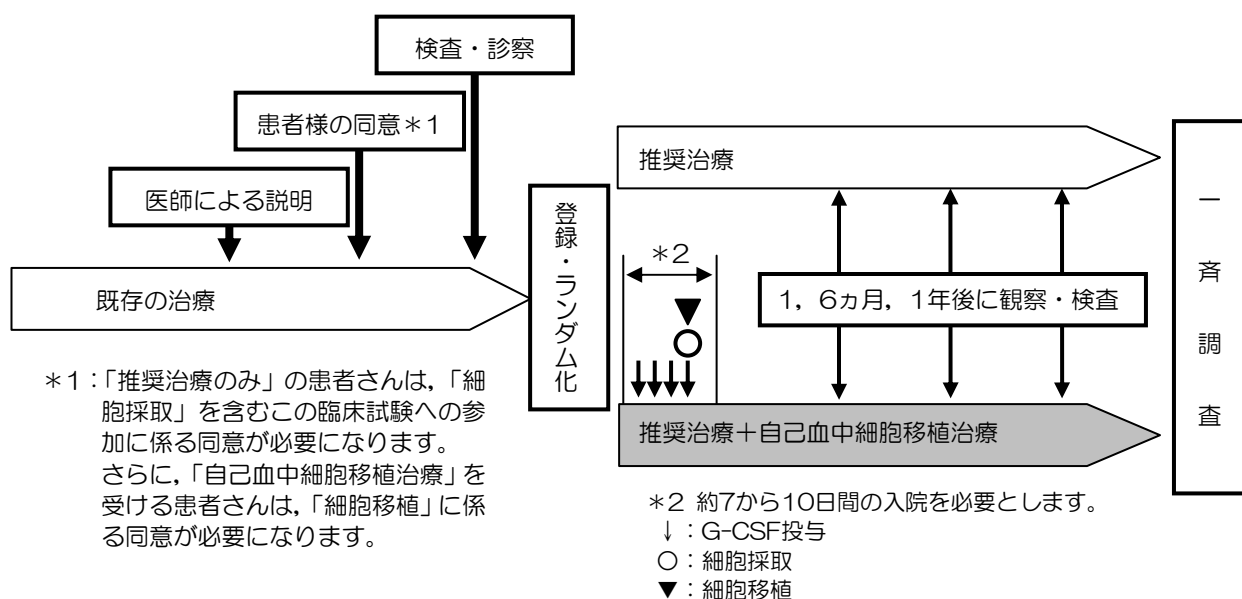 検査・診察
患者様の同意＊1
医師による説明
既存の治療
登録・ランダム化
推奨治療
＊2
1，6ヵ月，1年後に観察・検査
推奨治療＋自己血中細胞移植治療
一斉調査
＊1：「推奨治療のみ」の患者さんは，「細
胞採取」を含むこの臨床試験への参
加に係る同意が必要になります。
さらに，「自己血中細胞移植治療」を
受ける患者さんは，「細胞移植」に係
る同意が必要になります。
＊2 約7から10日間の入院を必要とします。
↓：G-CSF投与
○：細胞採取
▼：細胞移植